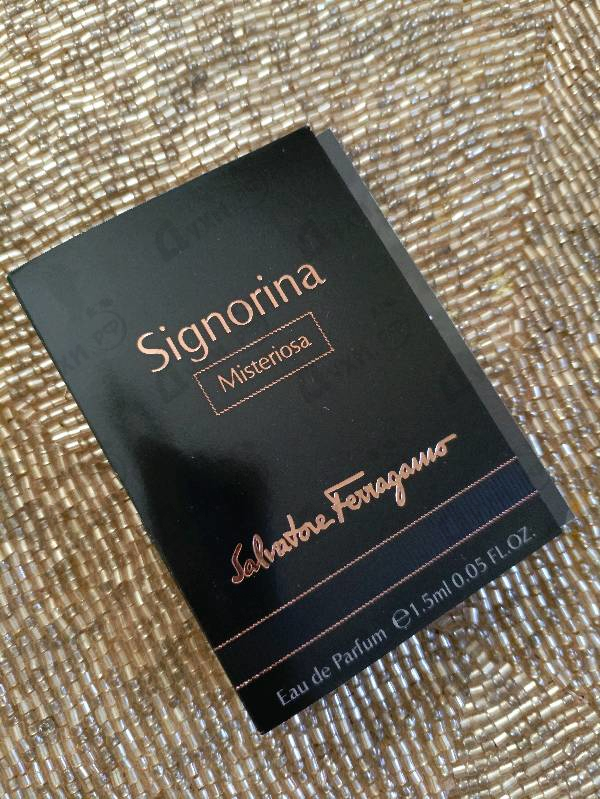 Signorina
Misteriosa
Salvatore Ferragamo
Eau de Parfum ℮ 1.5ml 0.05 FL.OZ.